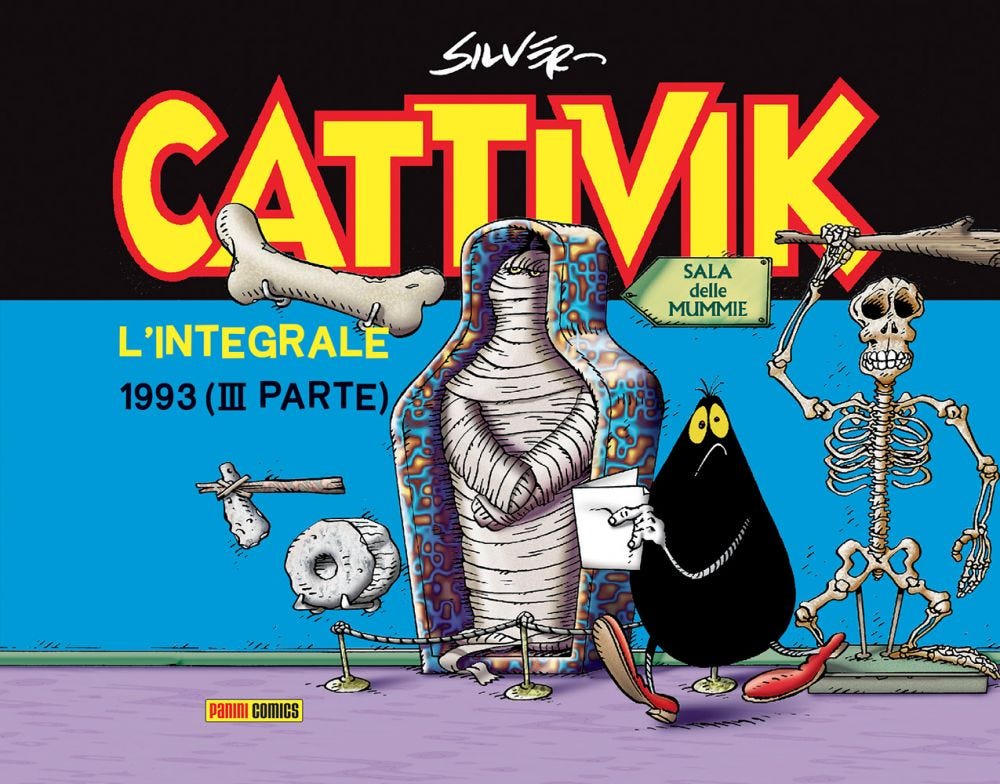 SILVER
CATTIVIK
L'INTEGRALE
1993 (III PARTE)
SALA
delle
MUMMIE
PANINI COMICS